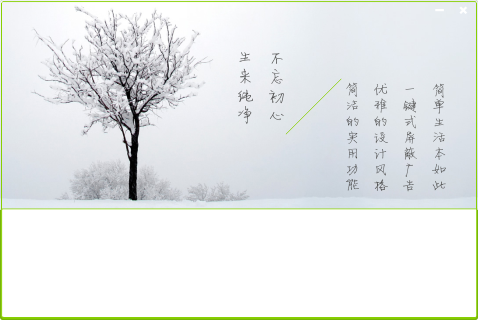 不忘初心
生来纯净
简单生活本如此
一键式屏蔽广告
优雅的设计风格
简洁的实用功能